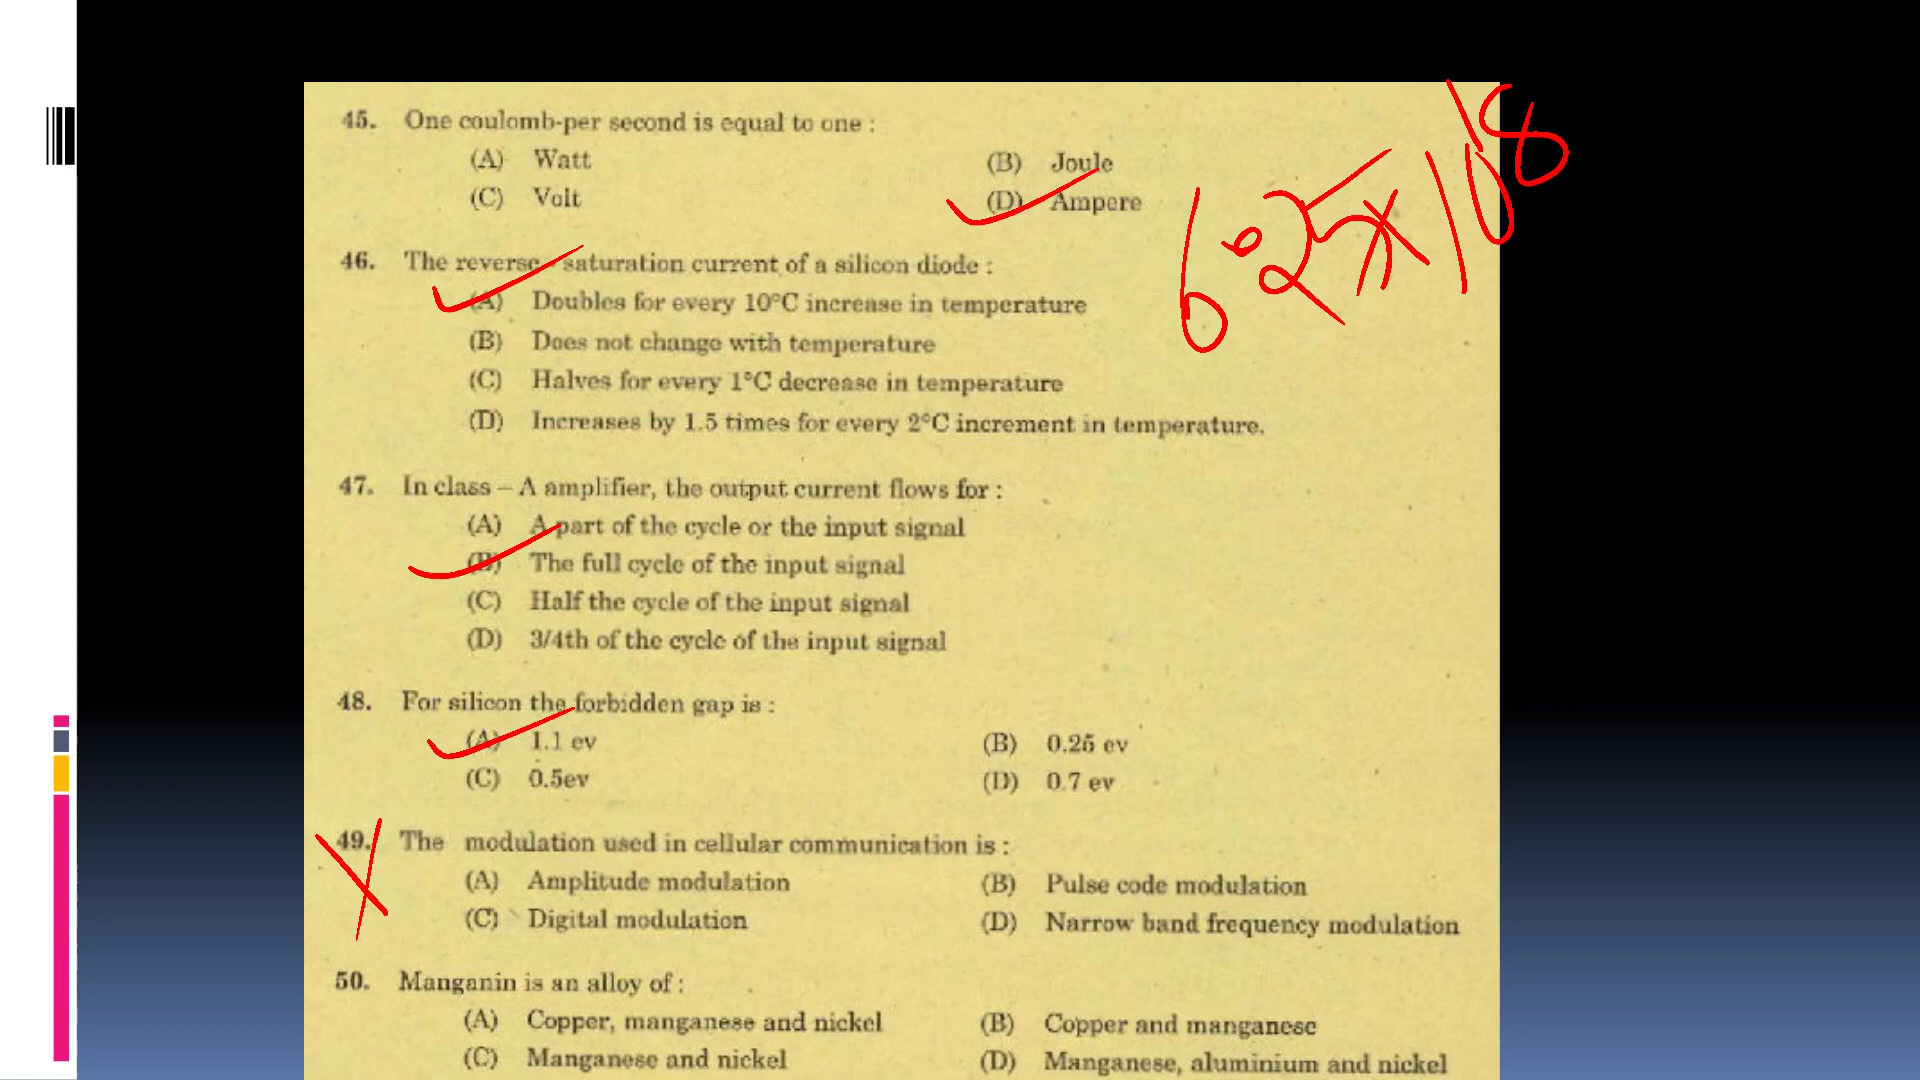 45. One coulomb-per second is equal to one :
(A) Watt (B) Joule
(C) Volt (D) Ampere
6.25×10^18
46. The reverse - saturation current of a silicon diode :
(A) Doubles for every 10°C increase in temperature
(B) Does not change with temperature
(C) Halves for every 1°C decrease in temperature
(D) Increases by 1.5 times for every 2°C increment in temperature.
47. In class – A amplifier, the output current flows for :
(A) A part of the cycle or the input signal
(B) The full cycle of the input signal
(C) Half the cycle of the input signal
(D) 3/4th of the cycle of the input signal
48. For silicon the forbidden gap is :
(A) 1.1 ev (B) 0.25 ev
(C) 0.5ev (D) 0.7 ev
49. The modulation used in cellular communication is :
(A) Amplitude modulation (B) Pulse code modulation
(C) Digital modulation (D) Narrow band frequency modulation
50. Manganin is an alloy of :
(A) Copper, manganese and nickel (B) Copper and manganese
(C) Manganese and nickel (D) Manganese, aluminium and nickel